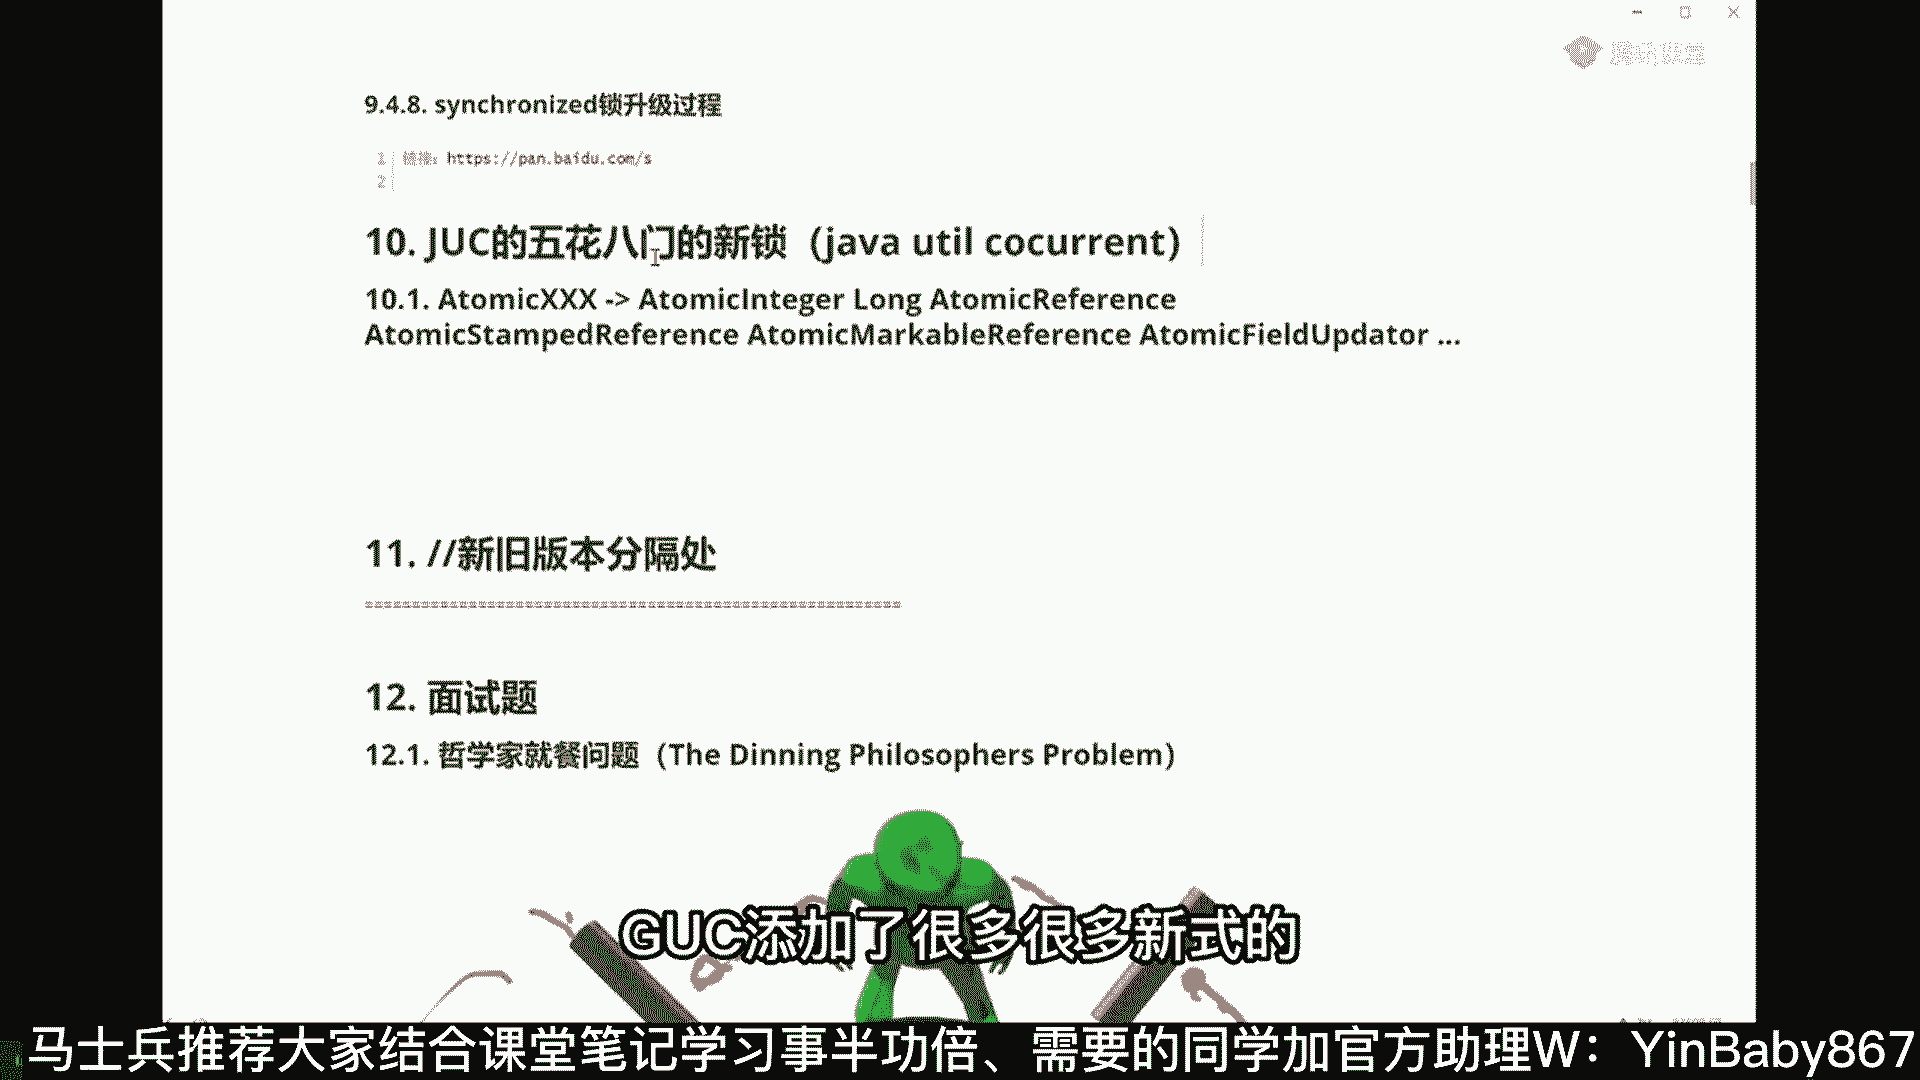 腾讯课堂
9.4.8. synchronized锁升级过程
1 链接：https://pan.baidu.com/s
2
10. JUC的五花八门的新锁（java util cocurrent）
10.1. AtomicXXX -> AtomicInteger Long AtomicReference
AtomicStampedReference AtomicMarkableReference AtomicFieldUpdator ...
11. //新旧版本分隔处
12. 面试题
12.1. 哲学家就餐问题（The Dinning Philosophers Problem）
GUC添加了很多很多新式的
马士兵推荐大家结合课堂笔记学习事半功倍、需要的同学加官方助理W：YinBaby867